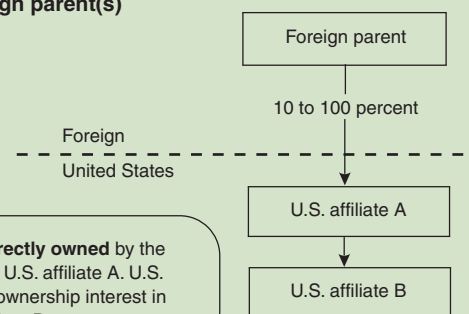 gn parent(s)
Foreign parent
10 to 100 percent
Foreign
United States
U.S. affiliate A
U.S. affiliate B
rectly owned by the
U.S. affiliate A. U.S.
ownership interest in